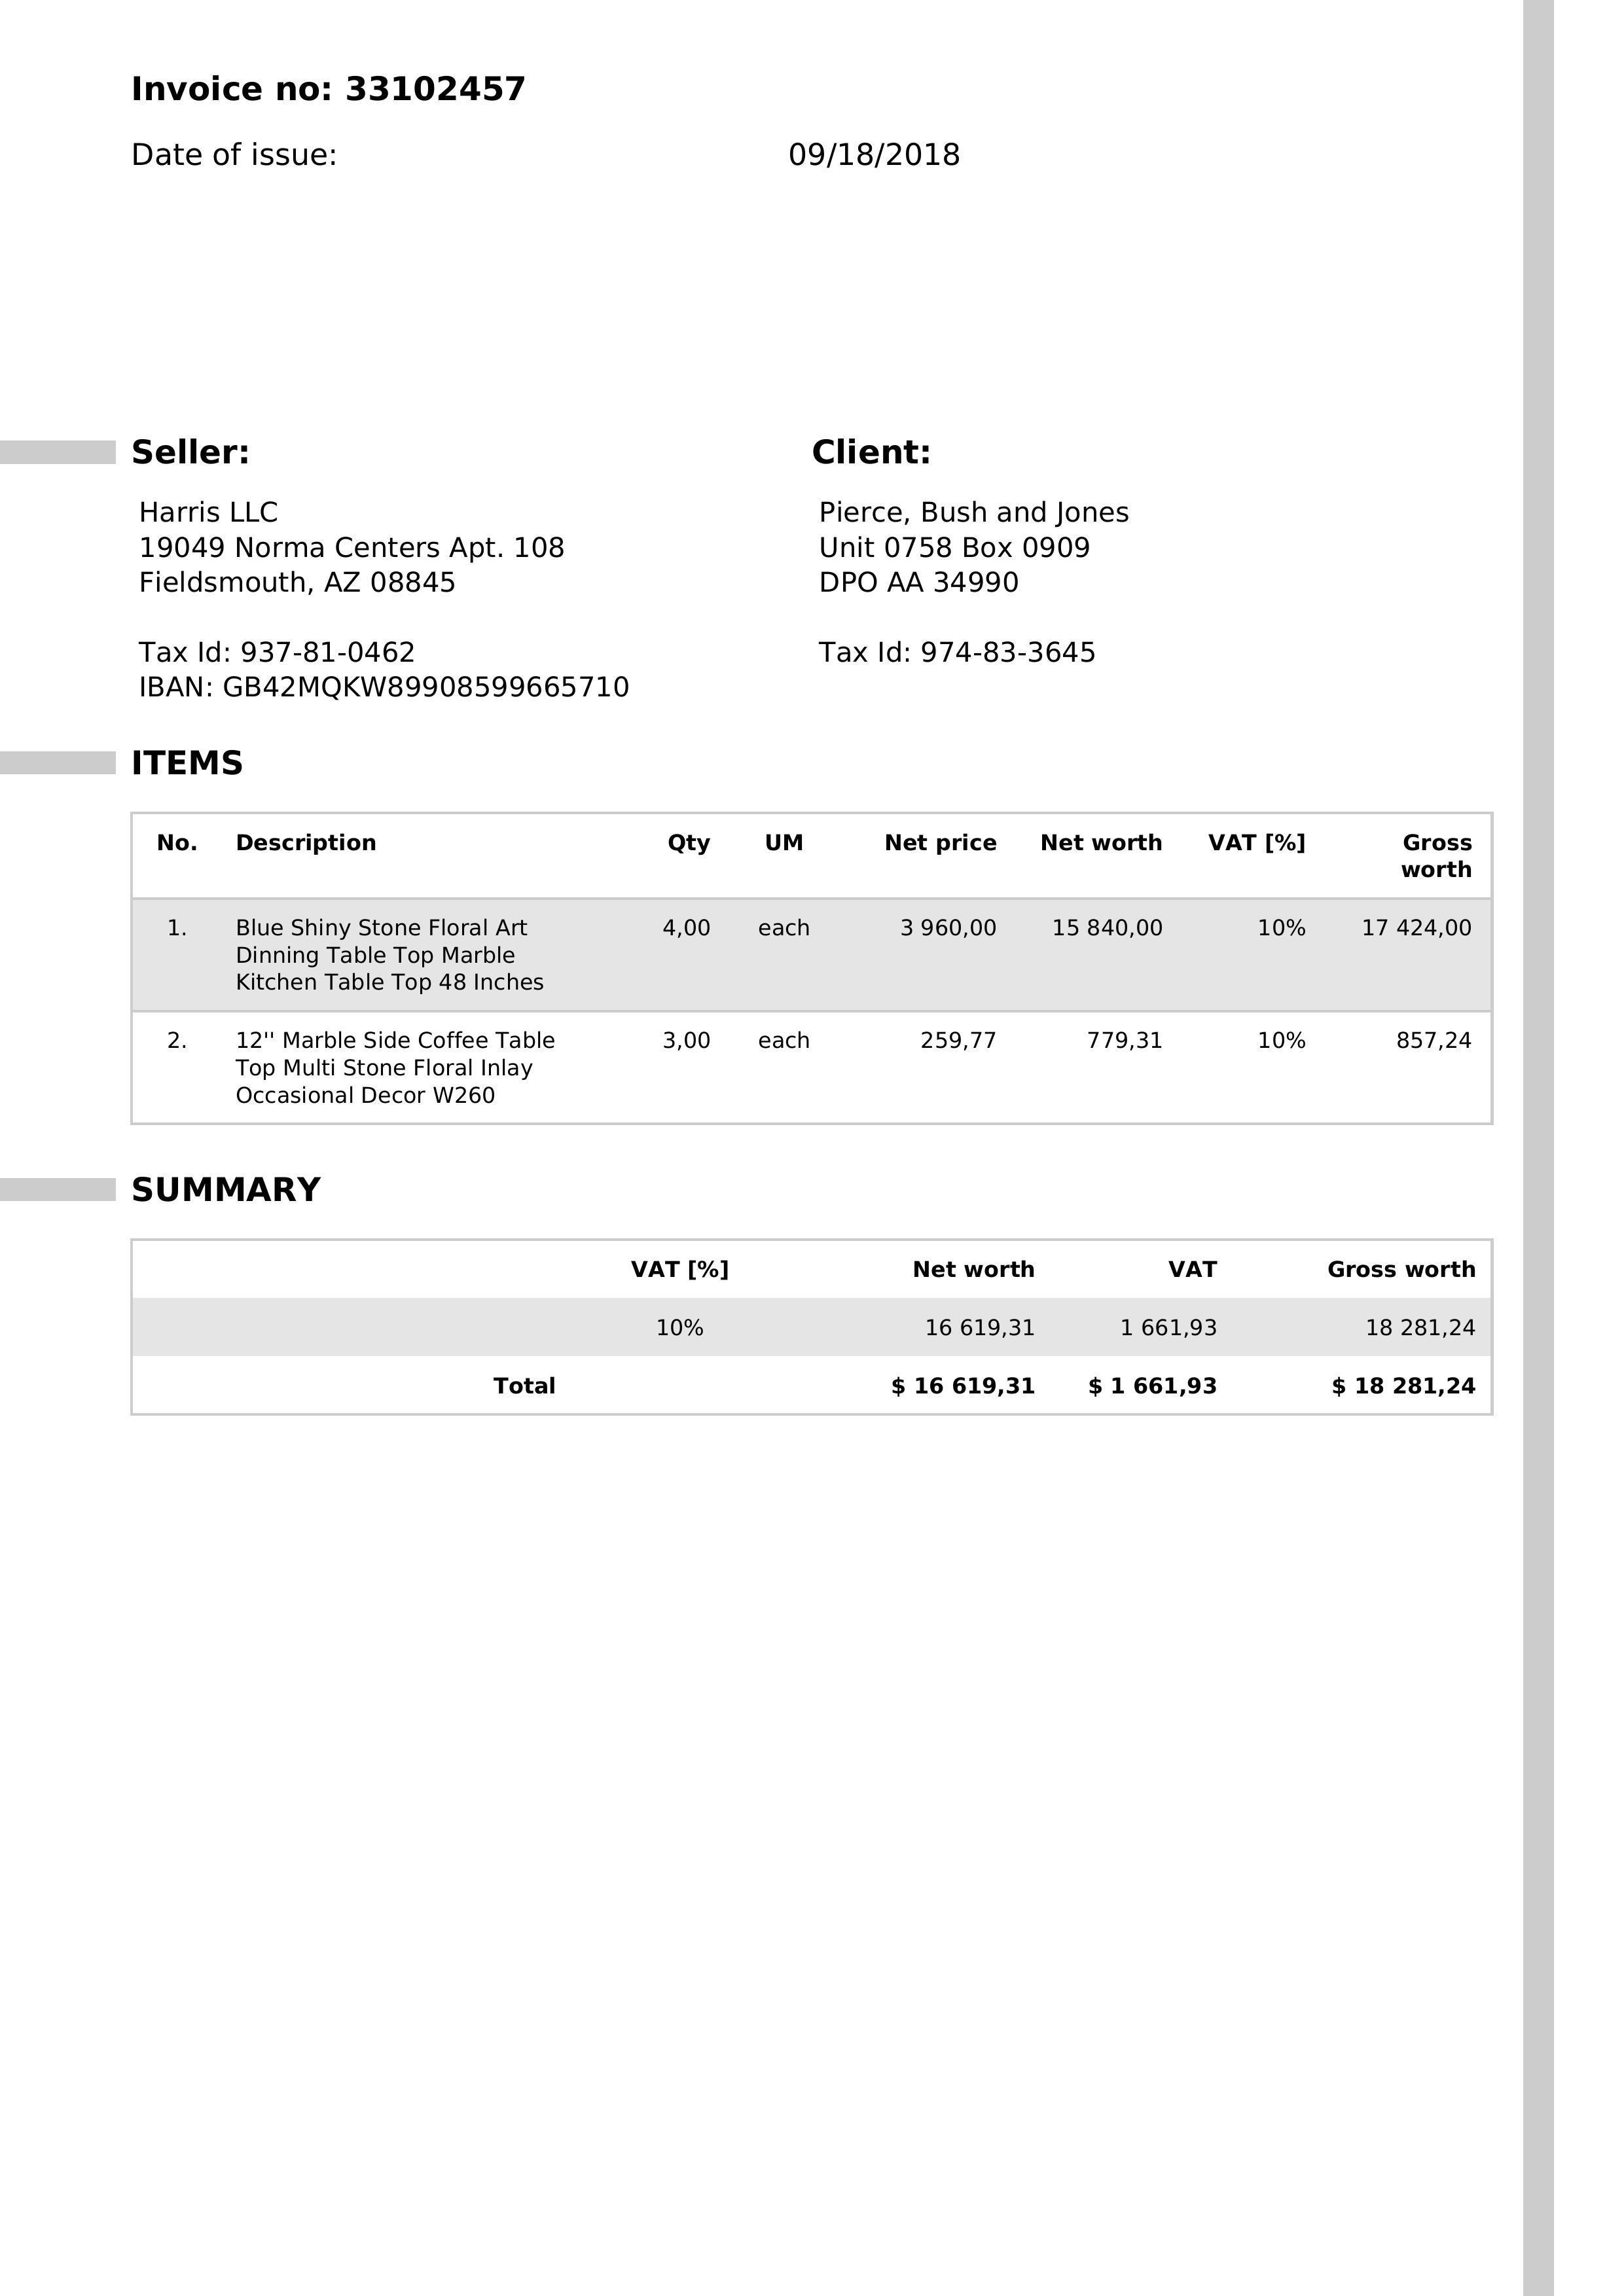 Invoice no: 33102457
Date of issue: 09/18/2018
Seller:
Harris LLC
19049 Norma Centers Apt. 108
Fieldsmouth, AZ 08845
Tax Id: 937-81-0462
IBAN: GB42MQKW89908599665710
Client:
Pierce, Bush and Jones
Unit 0758 Box 0909
DPO AA 34990
Tax Id: 974-83-3645
ITEMS
No. Description Qty UM Net price Net worth VAT [%] Gross
worth
1. Blue Shiny Stone Floral Art 4,00 each 3 960,00 15 840,00 10% 17 424,00
Dinning Table Top Marble
Kitchen Table Top 48 Inches
2. 12'' Marble Side Coffee Table 3,00 each 259,77 779,31 10% 857,24
Top Multi Stone Floral Inlay
Occasional Decor W260
SUMMARY
VAT [%] Net worth VAT Gross worth
10% 16 619,31 1 661,93 18 281,24
Total $ 16 619,31 $ 1 661,93 $ 18 281,24